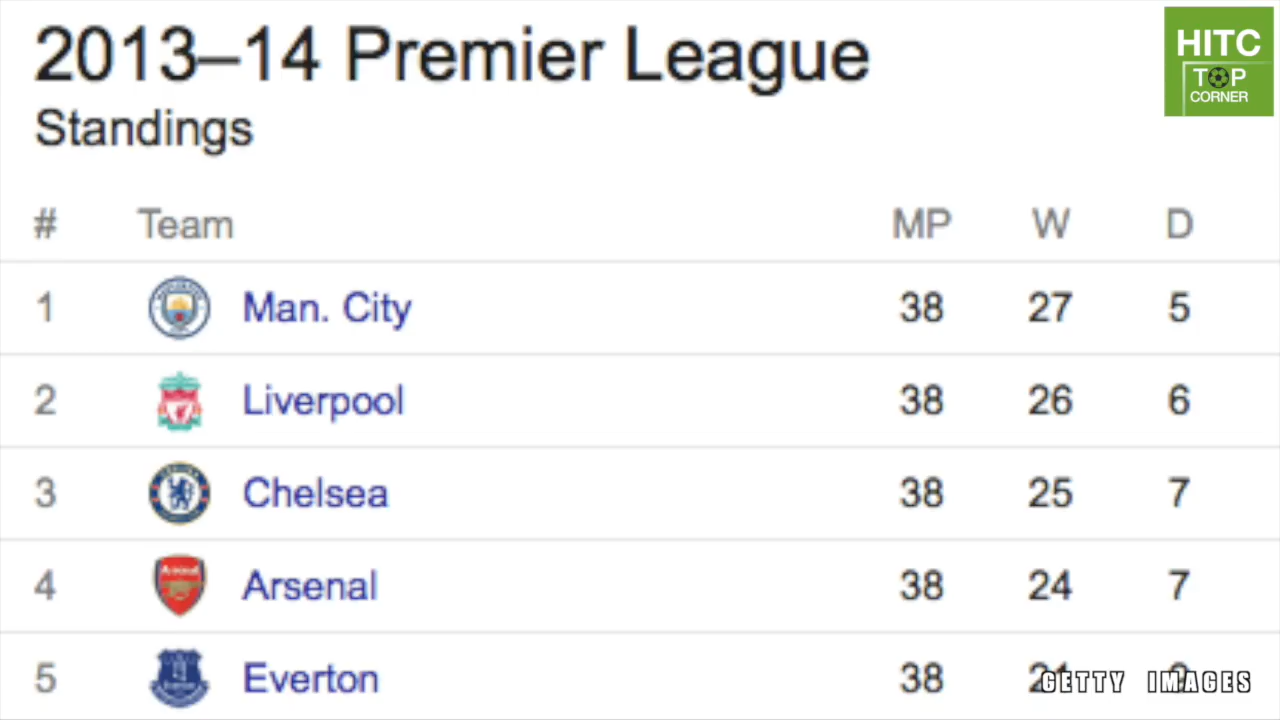 2013–14 Premier League
HITC
TOP
CORNER
Standings
# Team MP W D
1 Man. City 38 27 5
2 Liverpool 38 26 6
3 Chelsea 38 25 7
4 Arsenal 38 24 7
5 Everton 38
GETTY IMAGES